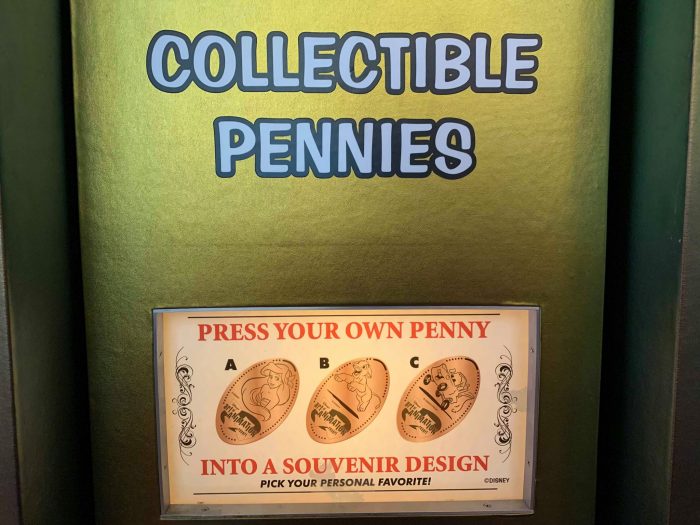 COLLECTIBLE
PENNIES
PRESS YOUR OWN PENNY
A B C
INTO A SOUVENIR DESIGN
PICK YOUR PERSONAL FAVORITE!
©DISNEY